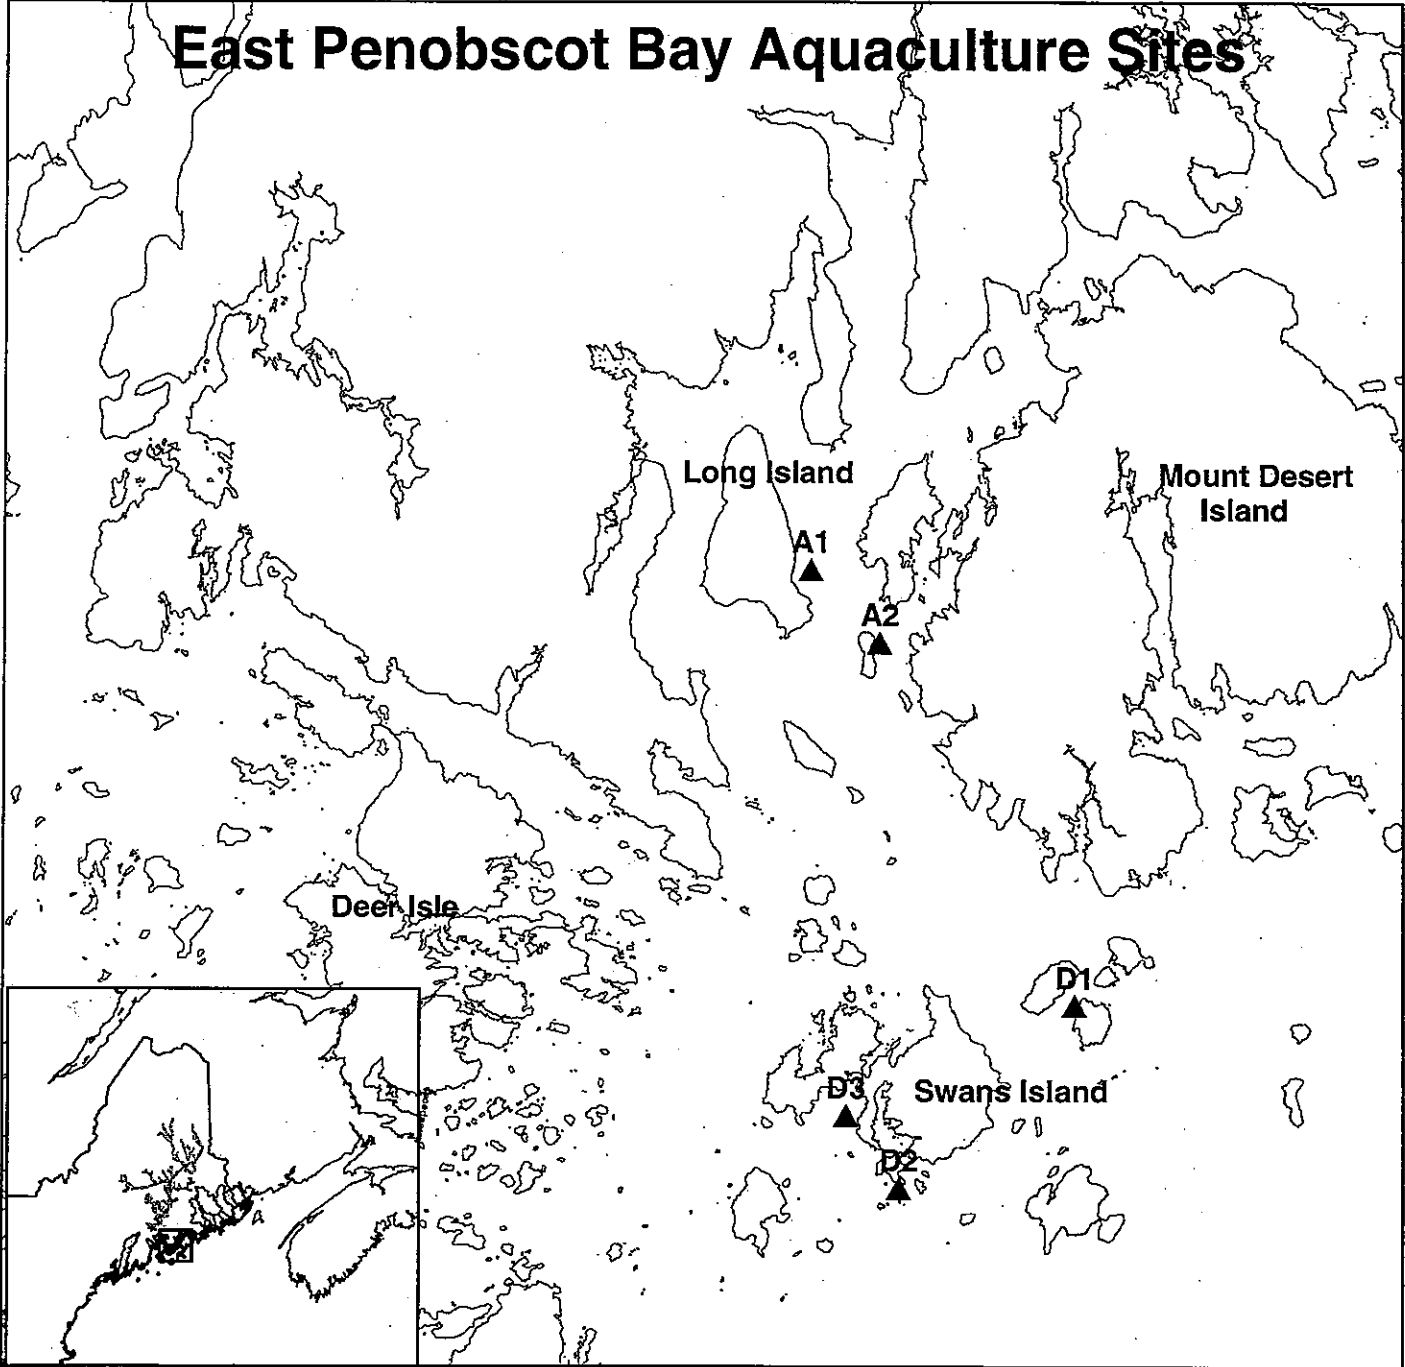 East Penobscot Bay Aquaculture Sites
Long Island
Mount Desert
Island
A1
A2
Deer Isle
D1
D3
Swans Island
D2